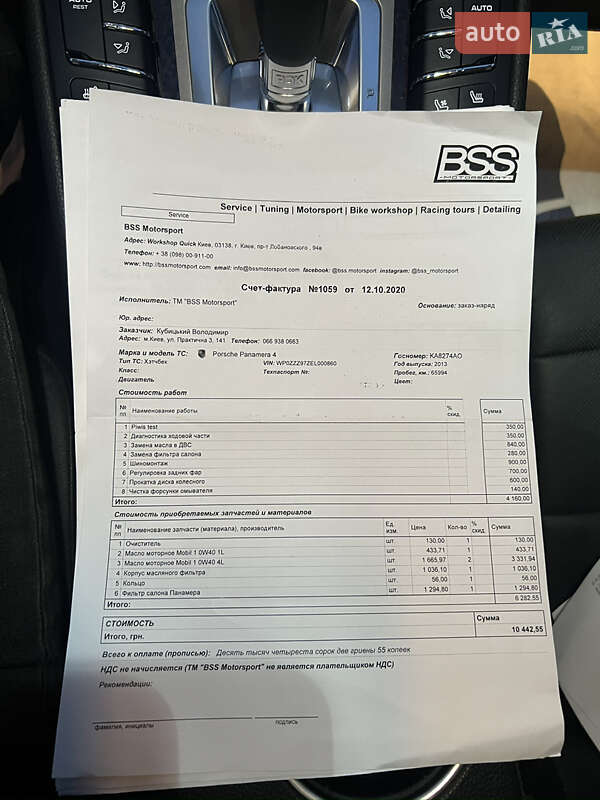 AUTO
REST
AUTO
PDK
auto RIA.com
BSS
MOTORSPORT
Service | Tuning | Motorsport | Bike workshop | Racing tours | Detailing
Service
BSS Motorsport
Адрес: Workshop Quick Киев, 03138, г. Киев, пр-т Лобановского , 94в
Телефон: + 38 (098) 00-911-00
www: http://bssmotorsport.com email: info@bssmotorsport.com facebook: @bss.motorsport instagram: @bss_motorsport
Счет-фактура №1059 от 12.10.2020
Исполнитель: ТМ "BSS Motorsport" Основание: заказ-наряд
Юр. адрес:
Заказчик: Кубицький Володимир
Адрес: м.Киев, ул. Практична 3, 141 Телефон: 066 938 0663
Марка и модель ТС: Porsche Panamera 4 Госномер: KA8274AO
Тип ТС: Хэтчбек VIN: WP0ZZZ97ZEL000860 Год выпуска: 2013
Класс: Техпаспорт №: Пробег, км.: 65994
Двигатель Цвет:
Стоимость работ
№ пп Наименование работы % скид. Сумма
1 Piwis test 350,00
2 Диагностика ходовой части 350,00
3 Замена масла в ДВС 840,00
4 Замена фильтра салона 280,00
5 Шиномонтаж 900,00
6 Регулировка задних фар 700,00
7 Прокатка диска колесного 600,00
8 Чистка форсунки омывателя 140,00
Итого: 4 160,00
Стоимость приобретаемых запчастей и материалов
№ пп Наименование запчасти (материала), производитель Ед. изм. Цена Кол-во % скид. Сумма
1 Очиститель шт. 130,00 1 130,00
2 Масло моторное Mobil 1 0W40 1L шт. 433,71 1 433,71
3 Масло моторное Mobil 1 0W40 4L шт. 1 665,97 2 3 331,94
4 Корпус масляного фильтра шт. 1 036,10 1 1 036,10
5 Кольцо шт. 56,00 1 56,00
6 Фильтр салона Панамера шт. 1 294,80 1 1 294,80
Итого: 6 282,55
СТОИМОСТЬ Сумма
Итого, грн. 10 442,55
Всего к оплате (прописью): Десять тысяч четыреста сорок две гривны 55 копеек
НДС не начисляется (ТМ "BSS Motorsport" не является плательщиком НДС)
Рекомендации:
фамилия, инициалы подпись